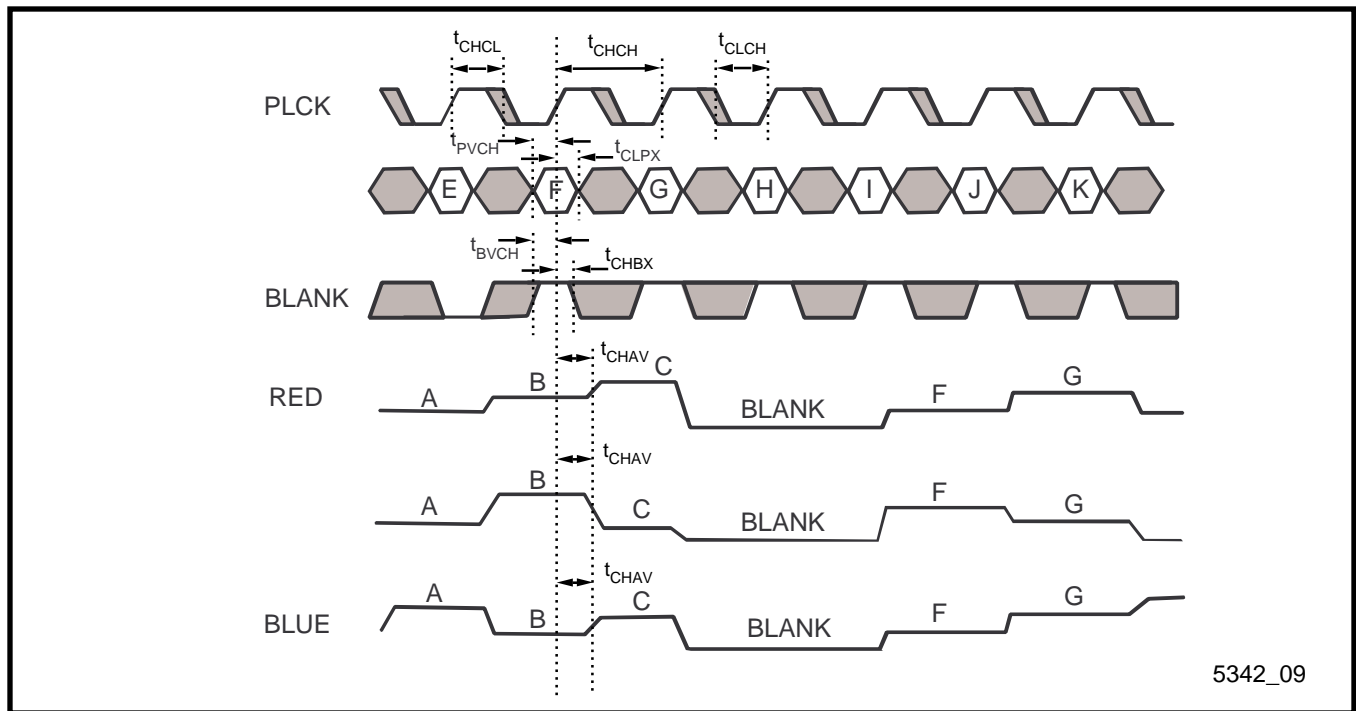 tCHCL tCHCH tCLCH
PLCK
tPVCH tCLPX
E F G H I J K
tBVCH tCHBX
BLANK
tCHAV
RED A B C BLANK F G
tCHAV
A B C BLANK F G
tCHAV
BLUE A B C BLANK F G
5342_09